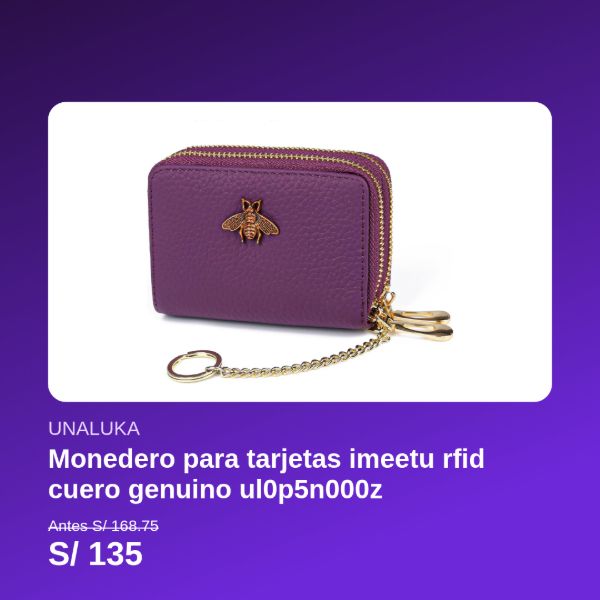 UNALUKA
Monedero para tarjetas imeetu rfid
cuero genuino ul0p5n000z
Antes S/ 168.75
S/ 135